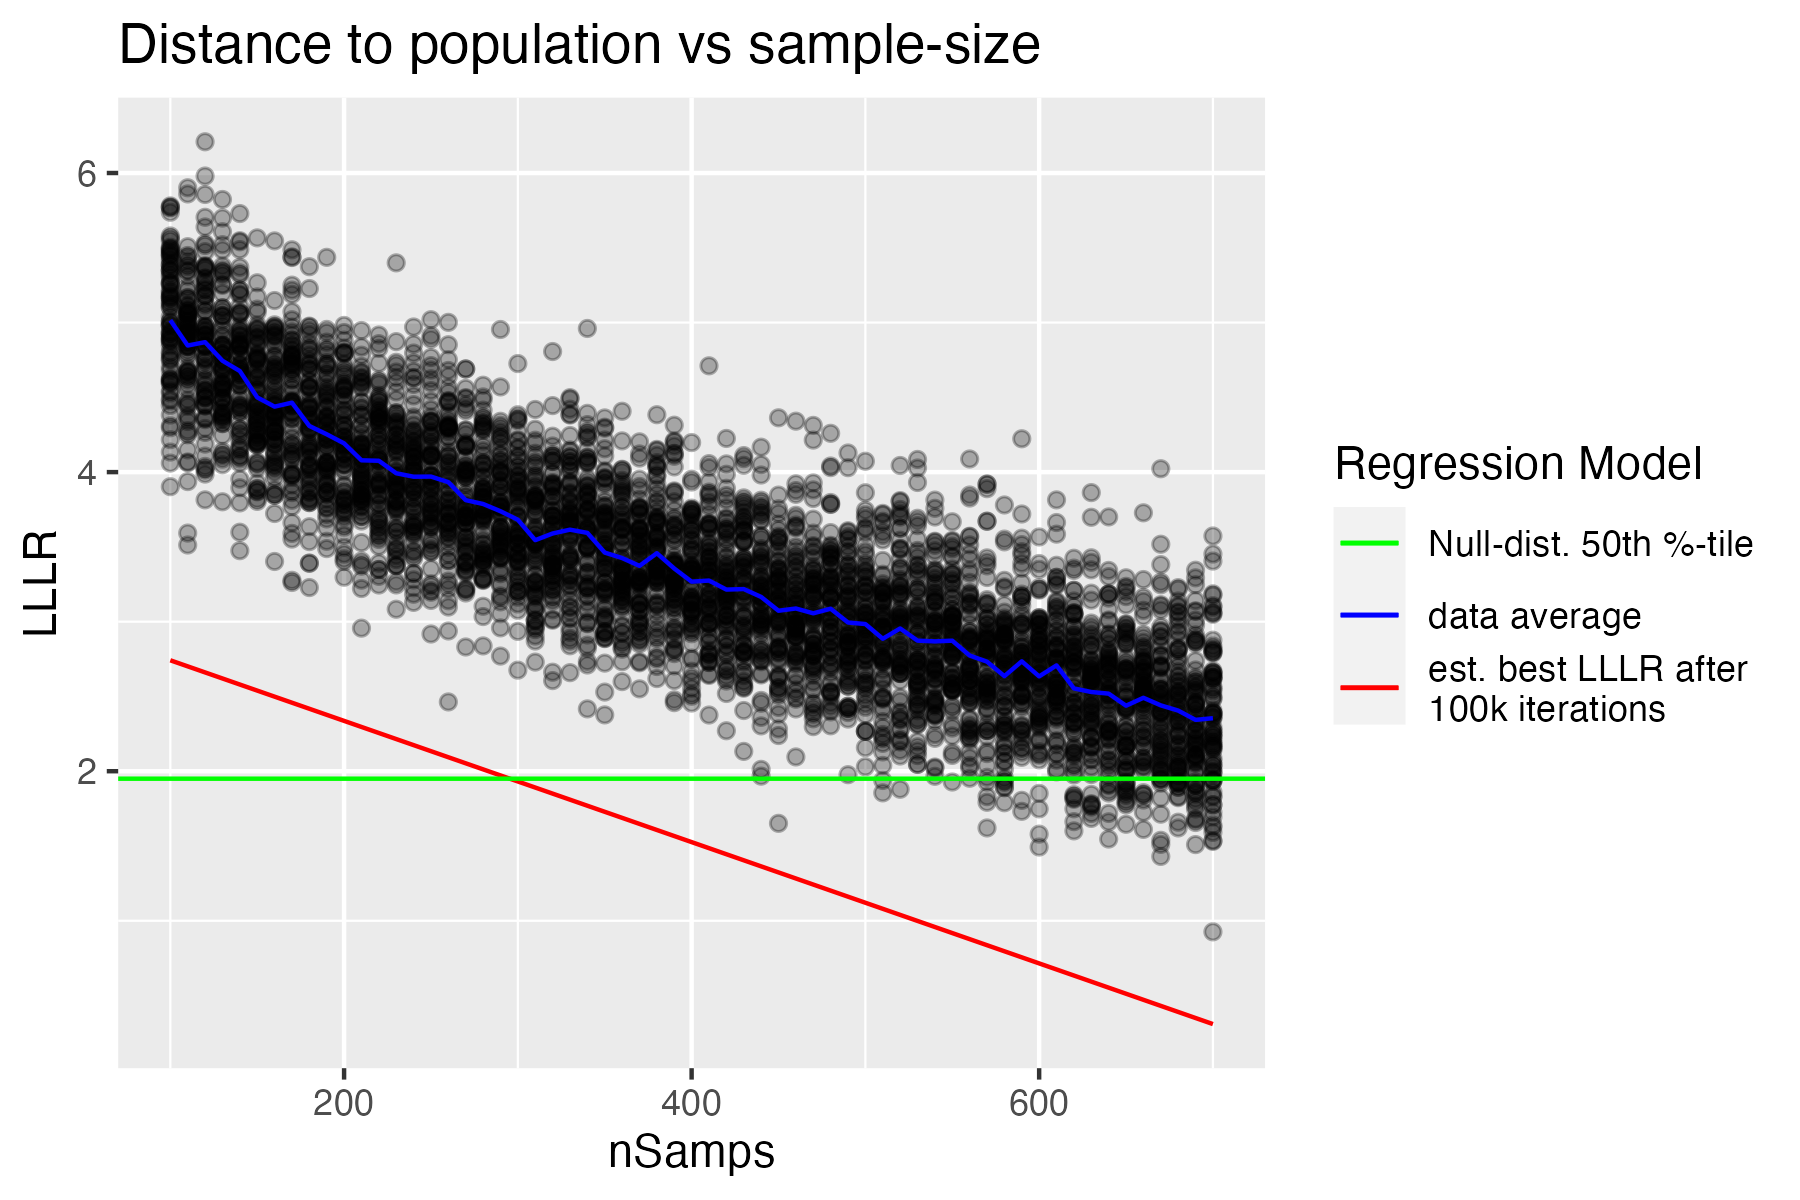 Distance to population vs sample-size
6
4
2
LLLR
200
400
600
nSamps
Regression Model
Null-dist. 50th %-tile
data average
est. best LLLR after
100k iterations